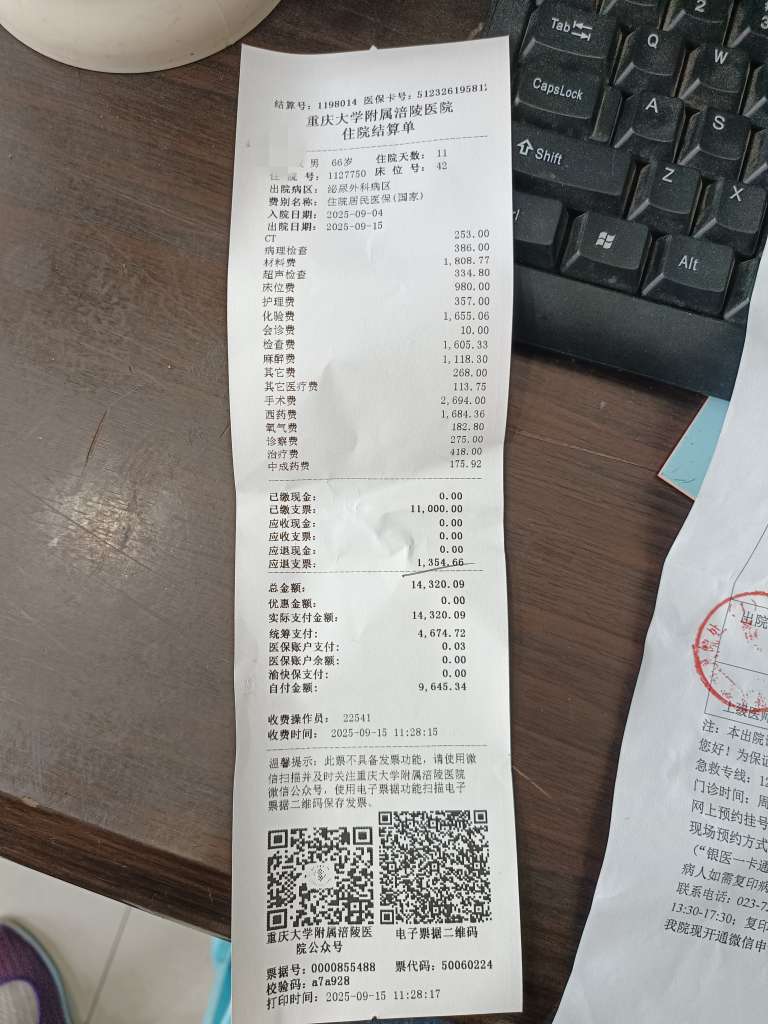 结算号: 1198014 医保卡号: 51232619581
重庆大学附属涪陵医院
住院结算单
男 66岁 住院天数: 11
住 院 号: 1127750 床 位 号: 42
出院病区: 泌尿外科病区
费别名称: 住院居民医保(国家)
入院日期: 2025-09-04
出院日期: 2025-09-15
CT 253.00
病理检查 386.00
材料费 1,808.77
超声检查 334.80
床位费 980.00
护理费 357.00
化验费 1,655.06
会诊费 10.00
检查费 1,605.33
麻醉费 1,118.30
其它费 268.00
其它医疗费 113.75
手术费 2,694.00
西药费 1,684.36
氧气费 182.80
诊察费 275.00
治疗费 418.00
中成药费 175.92
已缴现金: 0.00
已缴支票: 11,000.00
应收现金: 0.00
应收支票: 0.00
应退现金: 0.00
应退支票: 1,354.66
总金额: 14,320.09
优惠金额: 0.00
实际支付金额: 14,320.09
统筹支付: 4,674.72
医保账户支付: 0.03
医保账户余额: 0.00
渝快保支付: 0.00
自付金额: 9,645.34
收费操作员: 22541
收费时间: 2025-09-15 11:28:15
温馨提示: 此票不具备发票功能, 请使用微
信扫描并及时关注重庆大学附属涪陵医院
微信公众号, 使用电子票据功能扫描电子
票据二维码保存发票、
重庆大学附属涪陵医
院公众号
电子票据二维码
票据号: 0000855488 票代码: 50060224
校验码: a7a928
打印时间: 2025-09-15 11:28:17
Tab
Q
W
2
3
CapsLock
A
S
Shift
Z
X
Alt
出院
上级医师
注: 本出院
您好! 为保证
急救专线: 12
门诊时间: 周
网上预约挂号
现场预约方式
("银医一卡通
病人如需复印病
联系电话: 023-7
13:30-17:30; 复印
我院现开通微信申